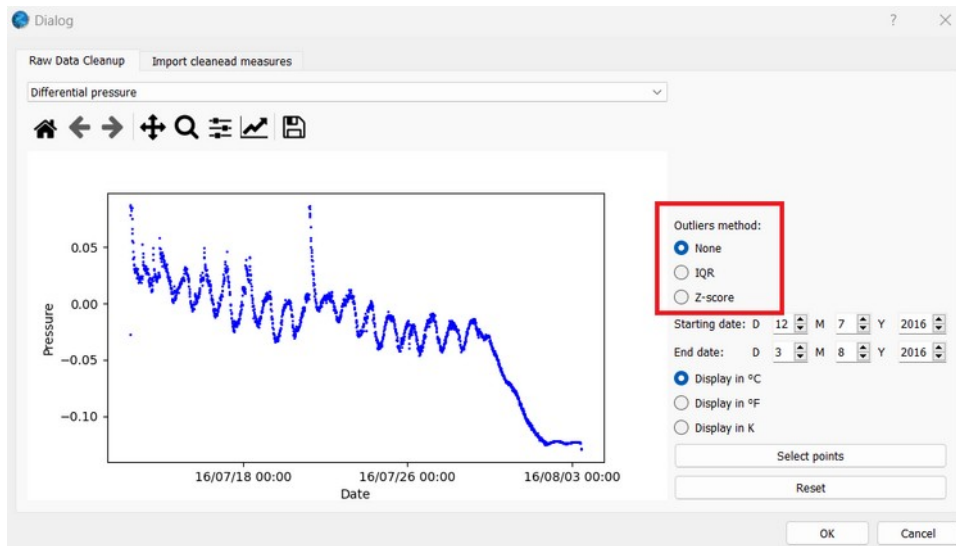 Dialog
?
Raw Data Cleanup Import cleanead measures
Differential pressure
0.05
0.00
−0.05
−0.10
Pressure
16/07/18 00:00 16/07/26 00:00 16/08/03 00:00
Date
Outliers method:
None
IQR
Z-score
Starting date: D 12 M 7 Y 2016
End date: D 3 M 8 Y 2016
Display in ºC
Display in ºF
Display in K
Select points
Reset
OK Cancel